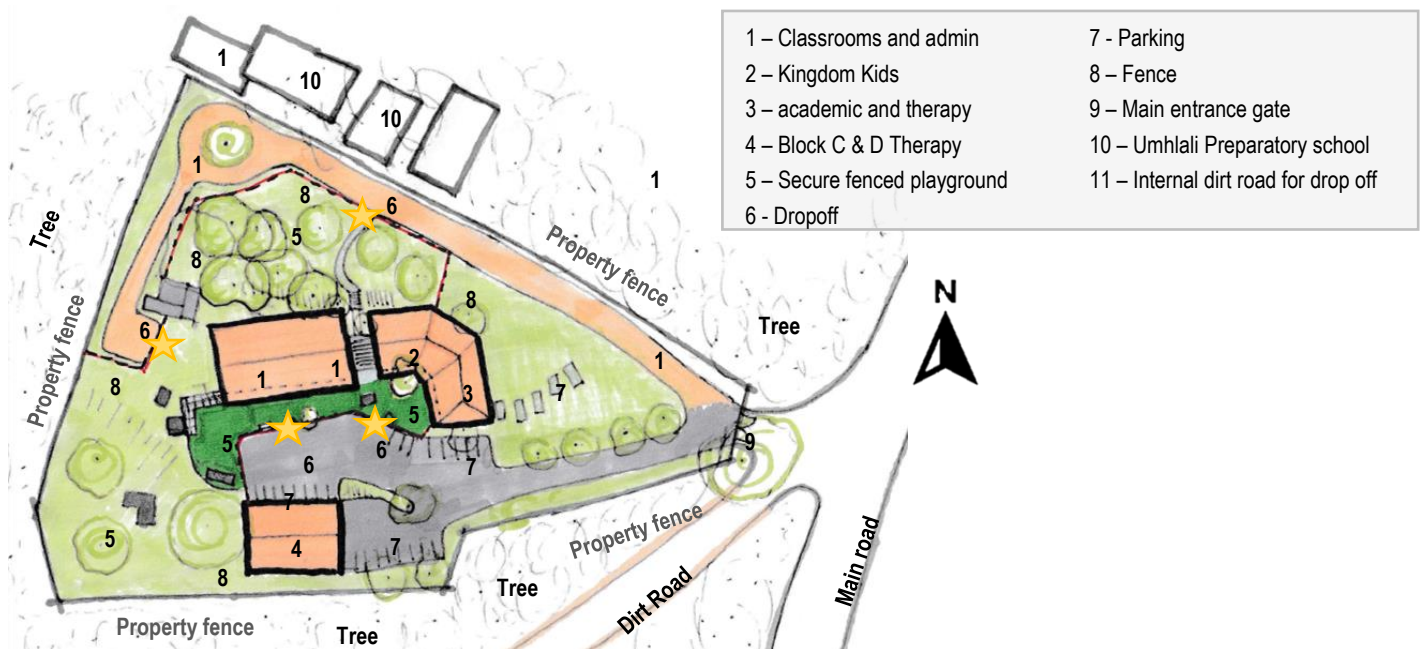 1 – Classrooms and admin
2 – Kingdom Kids
3 – academic and therapy
4 – Block C & D Therapy
5 – Secure fenced playground
6 - Dropoff
7 - Parking
8 – Fence
9 – Main entrance gate
10 – Umhlali Preparatory school
11 – Internal dirt road for drop off
1
10
10
1
1
8
6
5
8
Tree
Property fence
N
8
Property fence
Tree
6
1
2
1
1
3
7
8
5
5
6
9
6
7
7
5
4
7
8
Property fence
Tree
Dirt Road
Main road
Property fence
Tree